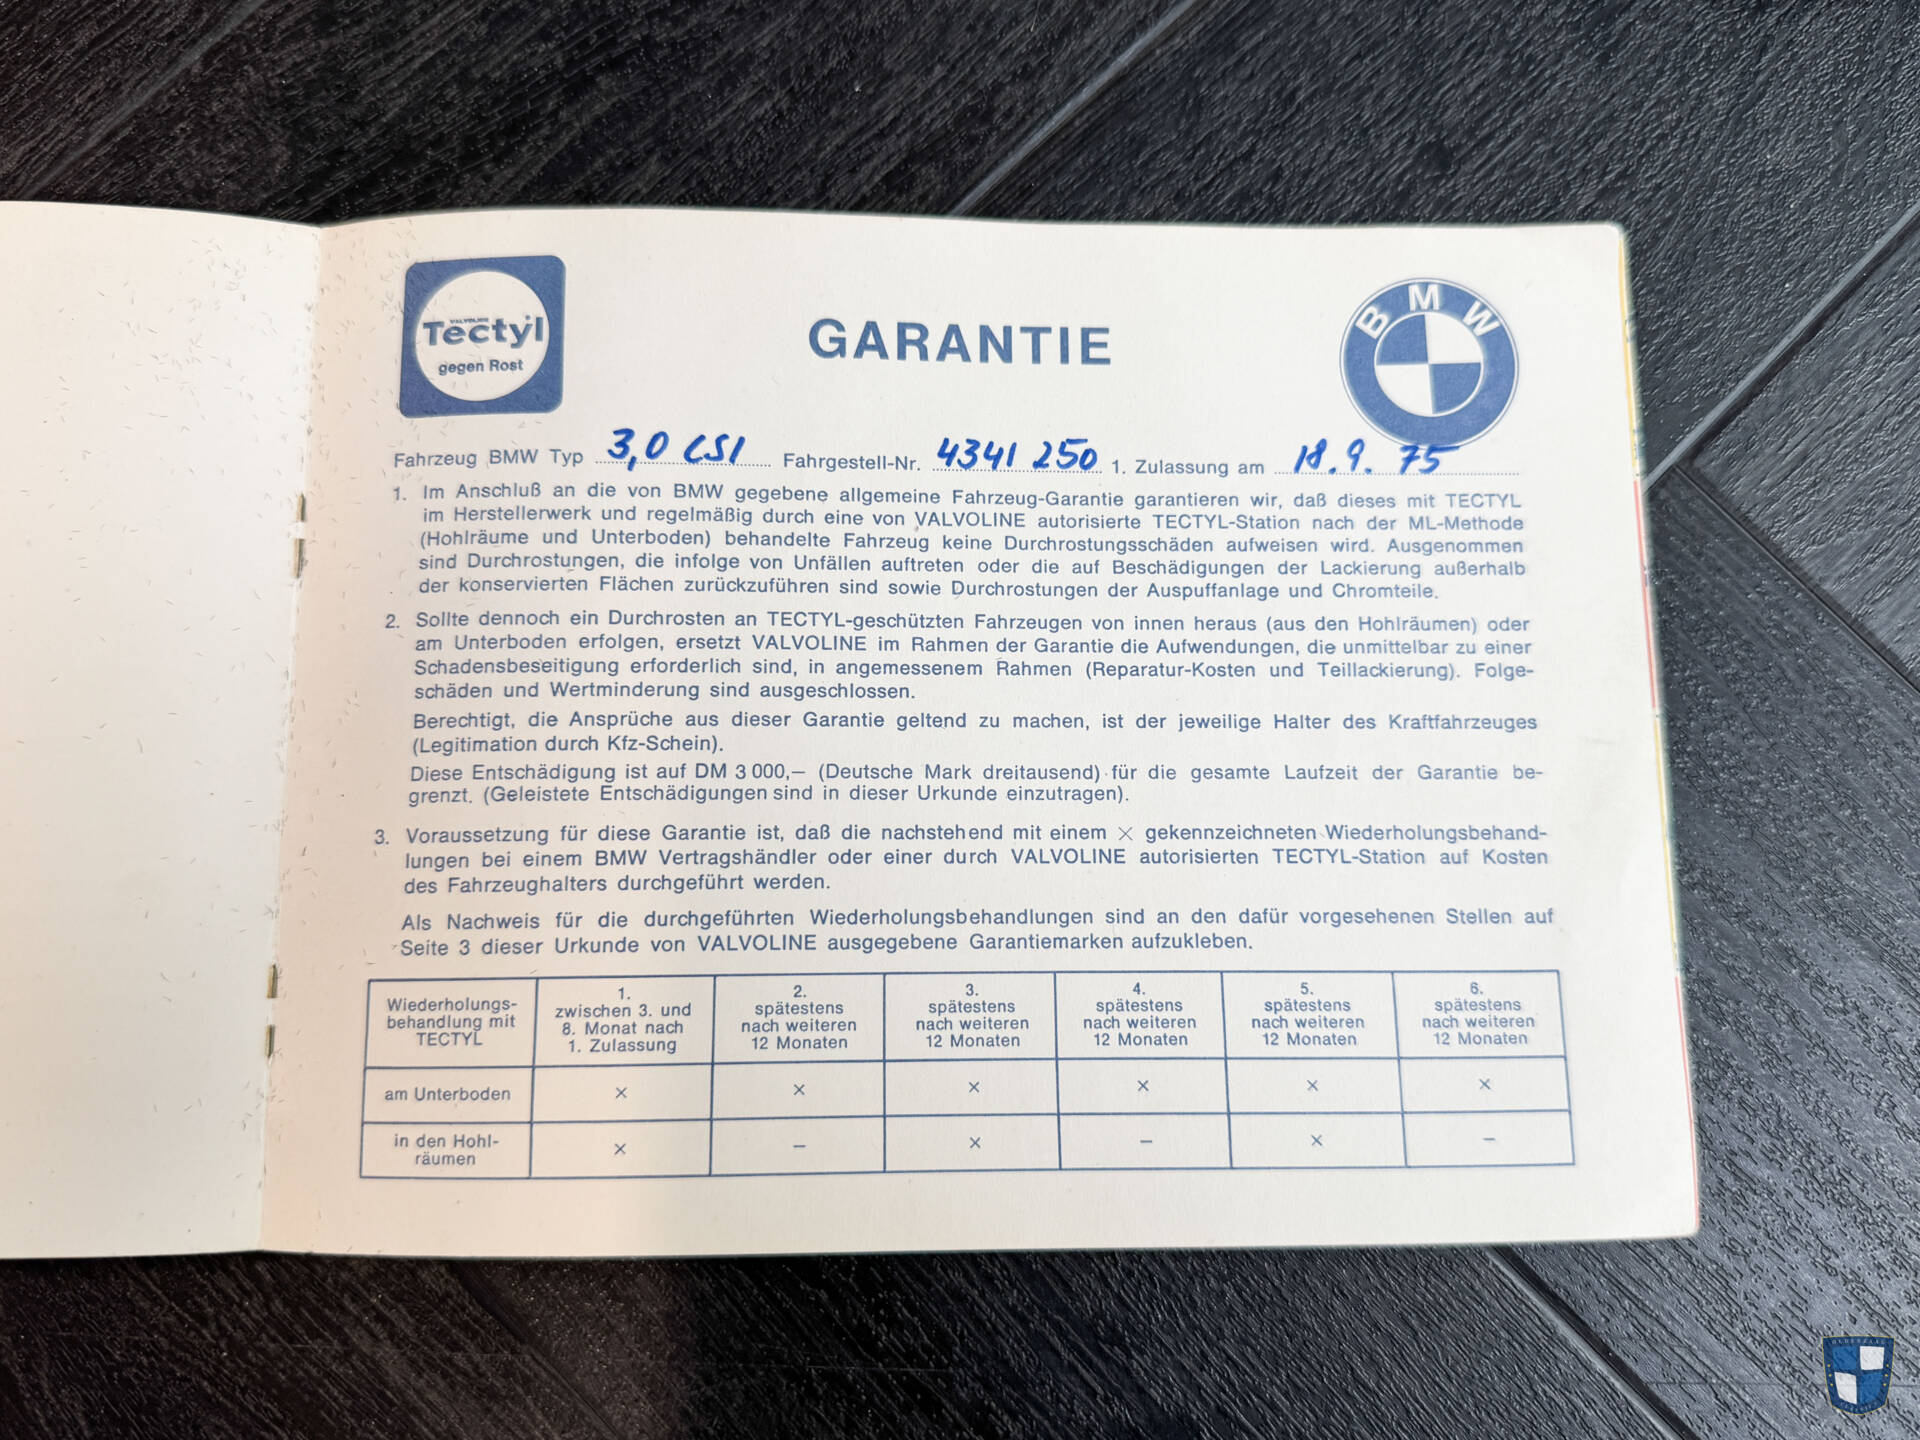 VALVOLINE
Tectyl
gegen Rost
GARANTIE
BMW
Fahrzeug BMW Typ 3,0 CSI Fahrgestell-Nr. 4341 250 1. Zulassung am 18.9.75
1. Im Anschluß an die von BMW gegebene allgemeine Fahrzeug-Garantie garantieren wir, daß dieses mit TECTYL
im Herstellerwerk und regelmäßig durch eine von VALVOLINE autorisierte TECTYL-Station nach der ML-Methode
(Hohlräume und Unterboden) behandelte Fahrzeug keine Durchrostungsschäden aufweisen wird. Ausgenommen
sind Durchrostungen, die infolge von Unfällen auftreten oder die auf Beschädigungen der Lackierung außerhalb
der konservierten Flächen zurückzuführen sind sowie Durchrostungen der Auspuffanlage und Chromteile.
2. Sollte dennoch ein Durchrosten an TECTYL-geschützten Fahrzeugen von innen heraus (aus den Hohlräumen) oder
am Unterboden erfolgen, ersetzt VALVOLINE im Rahmen der Garantie die Aufwendungen, die unmittelbar zu einer
Schadensbeseitigung erforderlich sind, in angemessenem Rahmen (Reparatur-Kosten und Teillackierung). Folge-
schäden und Wertminderung sind ausgeschlossen.
Berechtigt, die Ansprüche aus dieser Garantie geltend zu machen, ist der jeweilige Halter des Kraftfahrzeuges
(Legitimation durch Kfz-Schein).
Diese Entschädigung ist auf DM 3 000,— (Deutsche Mark dreitausend) für die gesamte Laufzeit der Garantie be-
grenzt. (Geleistete Entschädigungen sind in dieser Urkunde einzutragen).
3. Voraussetzung für diese Garantie ist, daß die nachstehend mit einem × gekennzeichneten Wiederholungsbehand-
lungen bei einem BMW Vertragshändler oder einer durch VALVOLINE autorisierten TECTYL-Station auf Kosten
des Fahrzeughalters durchgeführt werden.
Als Nachweis für die durchgeführten Wiederholungsbehandlungen sind an den dafür vorgesehenen Stellen auf
Seite 3 dieser Urkunde von VALVOLINE ausgegebene Garantiemarken aufzukleben.
Wiederholungs-
behandlung mit
TECTYL
1.
zwischen 3. und
8. Monat nach
1. Zulassung
2.
spätestens
nach weiteren
12 Monaten
3.
spätestens
nach weiteren
12 Monaten
4.
spätestens
nach weiteren
12 Monaten
5.
spätestens
nach weiteren
12 Monaten
6.
spätestens
nach weiteren
12 Monaten
am Unterboden × × × × × ×
in den Hohl-
räumen × – × – × –